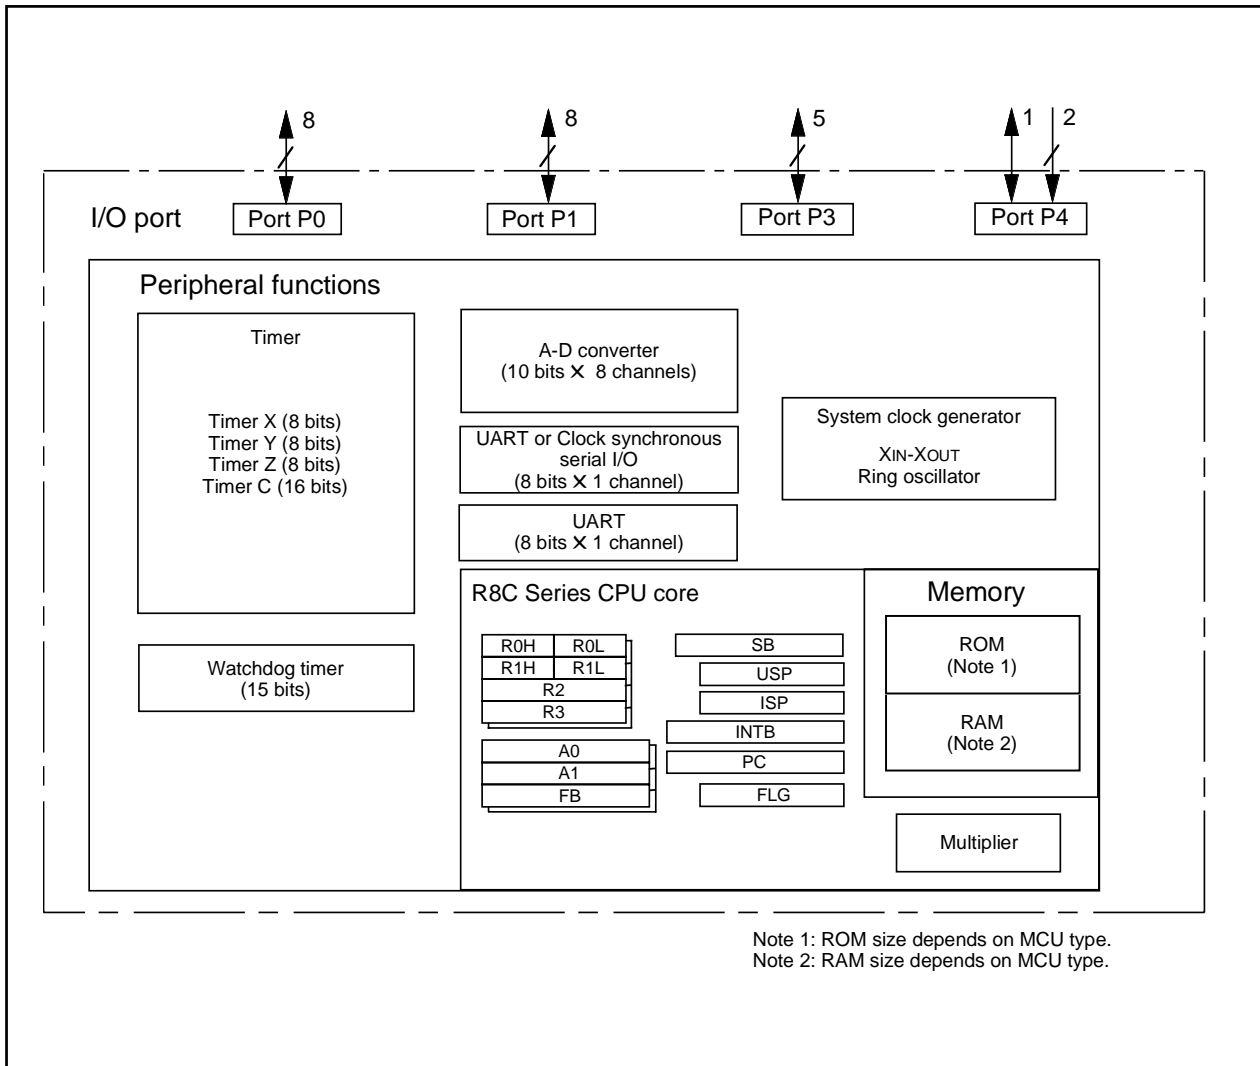 8
8
5
1
2
I/O port
Port P0
Port P1
Port P3
Port P4
Peripheral functions
Timer
Timer X (8 bits)
Timer Y (8 bits)
Timer Z (8 bits)
Timer C (16 bits)
Watchdog timer
(15 bits)
A-D converter
(10 bits × 8 channels)
UART or Clock synchronous
serial I/O
(8 bits × 1 channel)
UART
(8 bits × 1 channel)
System clock generator
XIN-XOUT
Ring oscillator
R8C Series CPU core
R0H R0L
R1H R1L
R2
R3
A0
A1
FB
SB
USP
ISP
INTB
PC
FLG
Memory
ROM
(Note 1)
RAM
(Note 2)
Multiplier
Note 1: ROM size depends on MCU type.
Note 2: RAM size depends on MCU type.